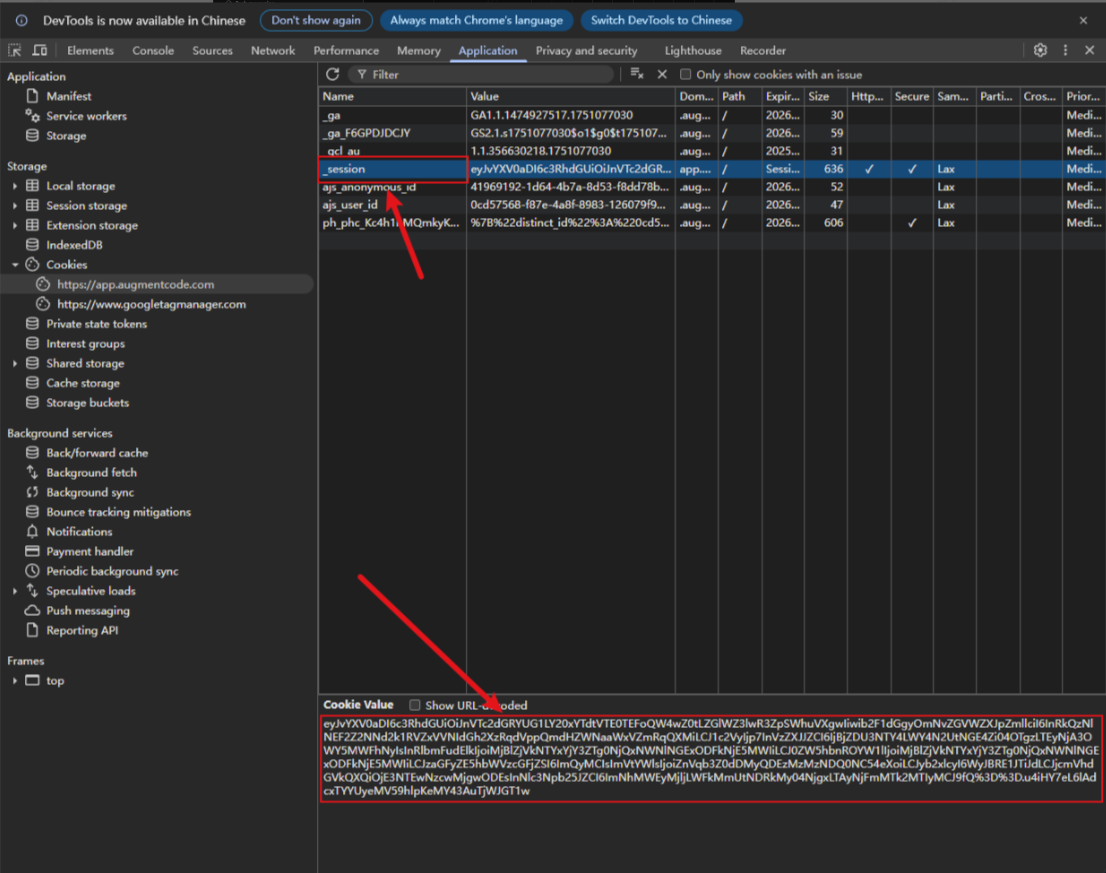 DevTools is now available in Chinese
Don't show again
Always match Chrome's language
Switch DevTools to Chinese
Elements Console Sources Network Performance Memory Application Privacy and security Lighthouse Recorder
Application
Manifest
Service workers
Storage
Storage
Local storage
Session storage
Extension storage
IndexedDB
Cookies
https://app.augmentcode.com
https://www.googletagmanager.com
Private state tokens
Interest groups
Shared storage
Cache storage
Storage buckets
Background services
Back/forward cache
Background fetch
Background sync
Bounce tracking mitigations
Notifications
Payment handler
Periodic background sync
Speculative loads
Push messaging
Reporting API
Frames
top
Filter
Only show cookies with an issue
Name Value Dom... Path Expir... Size Http... Secure Sam... Parti... Cros... Prior...
_ga GA1.1.1474927517.1751077030 .aug... / 2026... 30 Medi...
_ga_F6GPDJDCJY GS2.1.s1751077030$o1$g0$t175107... .aug... / 2026... 59 Medi...
_gcl_au 1.1.356630218.1751077030 .aug... / 2025... 31 Medi...
_session app.... / Sessi... 636 ✓ ✓ Lax Medi...
ajs_anonymous_id 41969192-1d64-4b7a-8d53-f8dd78b... .aug... / 2026... 52 Lax Medi...
ajs_user_id 0cd57568-f87e-4a8f-8983-126079f9... .aug... / 2026... 47 Lax Medi...
%7B%22distinct_id%22%3A%220cd5... .aug... / 2026... 606 ✓ Lax Medi...
Cookie Value
Show URL-decoded